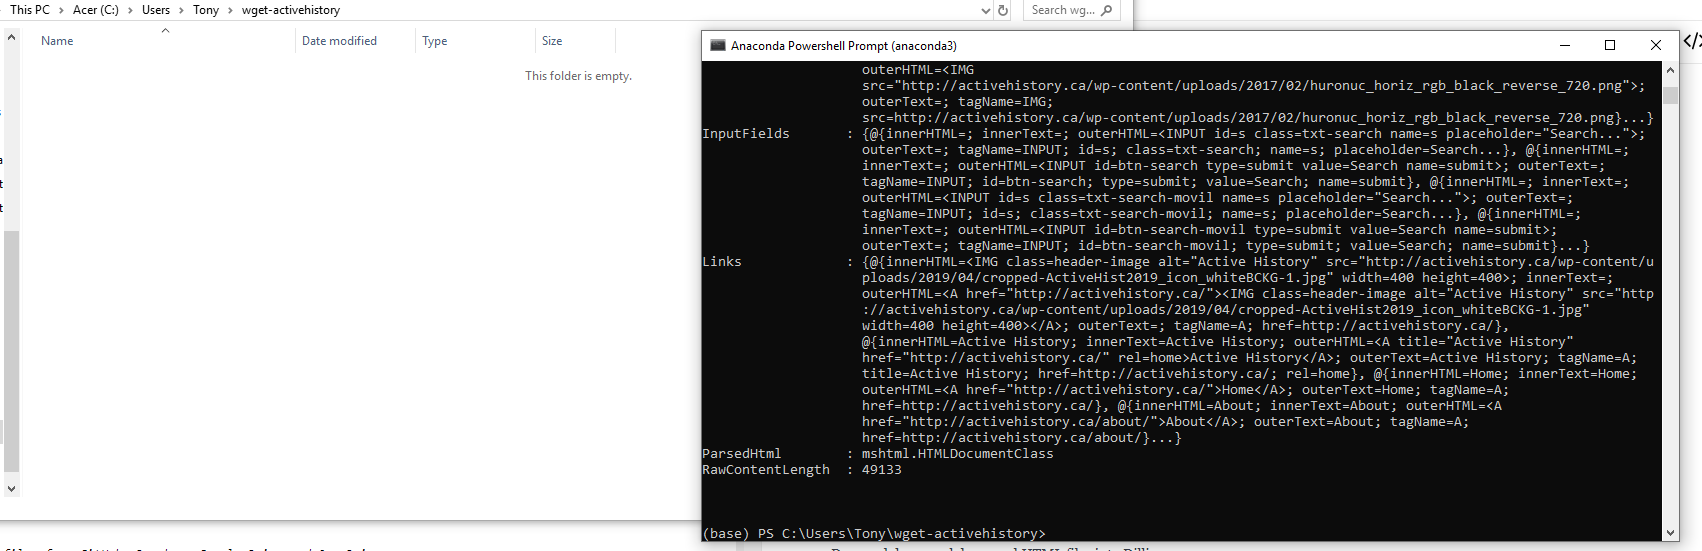 This PC > Acer (C:) > Users > Tony > wget-activehistory
Search wg...
Name Date modified Type Size
This folder is empty.
Anaconda Powershell Prompt (anaconda3)
outerHTML=<IMG
src="http://activehistory.ca/wp-content/uploads/2017/02/huronuc_horiz_rgb_black_reverse_720.png">;
outerText=; tagName=IMG;
src=http://activehistory.ca/wp-content/uploads/2017/02/huronuc_horiz_rgb_black_reverse_720.png}...}
InputFields : {@{innerHTML=; innerText=; outerHTML=<INPUT id=s class=txt-search name=s placeholder="Search...">;
outerText=; tagName=INPUT; id=s; class=txt-search; name=s; placeholder=Search...}, @{innerHTML=;
innerText=; outerHTML=<INPUT id=btn-search type=submit value=Search name=submit>; outerText=;
tagName=INPUT; id=btn-search; type=submit; value=Search; name=submit}, @{innerHTML=; innerText=;
outerHTML=<INPUT id=s class=txt-search-movil name=s placeholder="Search...">; outerText=;
tagName=INPUT; id=s; class=txt-search-movil; name=s; placeholder=Search...}, @{innerHTML=;
innerText=; outerHTML=<INPUT id=btn-search-movil type=submit value=Search name=submit>;
outerText=; tagName=INPUT; id=btn-search-movil; type=submit; value=Search; name=submit}...}
Links : {@{innerHTML=<IMG class=header-image alt="Active History" src="http://activehistory.ca/wp-content/u
ploads/2019/04/cropped-ActiveHist2019_icon_whiteBCKG-1.jpg" width=400 height=400>; innerText=;
outerHTML=<A href="http://activehistory.ca/"><IMG class=header-image alt="Active History" src="http
://activehistory.ca/wp-content/uploads/2019/04/cropped-ActiveHist2019_icon_whiteBCKG-1.jpg"
width=400 height=400></A>; outerText=; tagName=A; href=http://activehistory.ca/},
@{innerHTML=Active History; innerText=Active History; outerHTML=<A title="Active History"
href="http://activehistory.ca/" rel=home>Active History</A>; outerText=Active History; tagName=A;
title=Active History; href=http://activehistory.ca/; rel=home}, @{innerHTML=Home; innerText=Home;
outerHTML=<A href="http://activehistory.ca/">Home</A>; outerText=Home; tagName=A;
href=http://activehistory.ca/}, @{innerHTML=About; innerText=About; outerHTML=<A
href="http://activehistory.ca/about/">About</A>; outerText=About; tagName=A;
href=http://activehistory.ca/about/}...}
ParsedHtml : mshtml.HTMLDocumentClass
RawContentLength : 49133
(base) PS C:\Users\Tony\wget-activehistory>